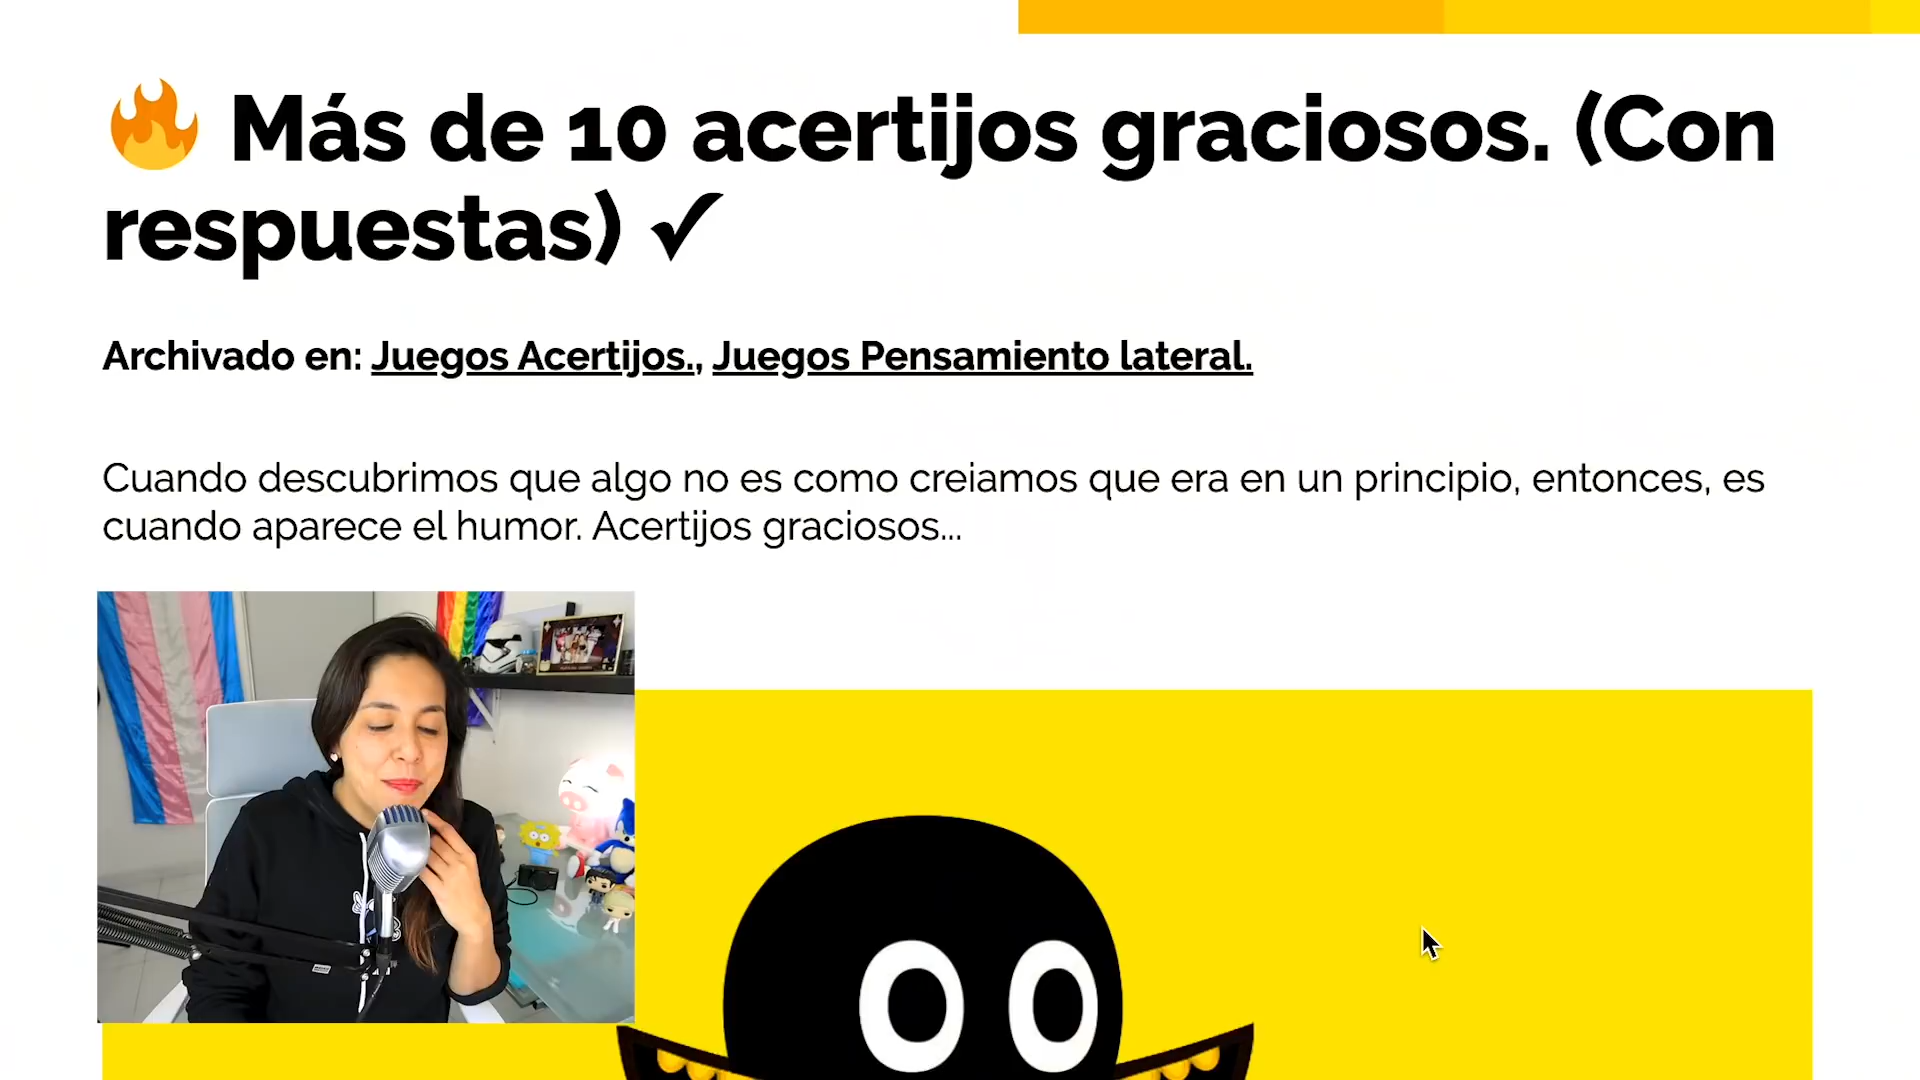 Más de 10 acertijos graciosos. (Con
respuestas) ✓
Archivado en: Juegos Acertijos., Juegos Pensamiento lateral.
Cuando descubrimos que algo no es como creiamos que era en un principio, entonces, es
cuando aparece el humor. Acertijos graciosos...